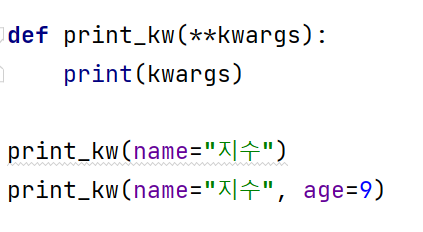 def print_kw(**kwargs):
    print(kwargs)
print_kw(name="지수")
print_kw(name="지수", age=9)